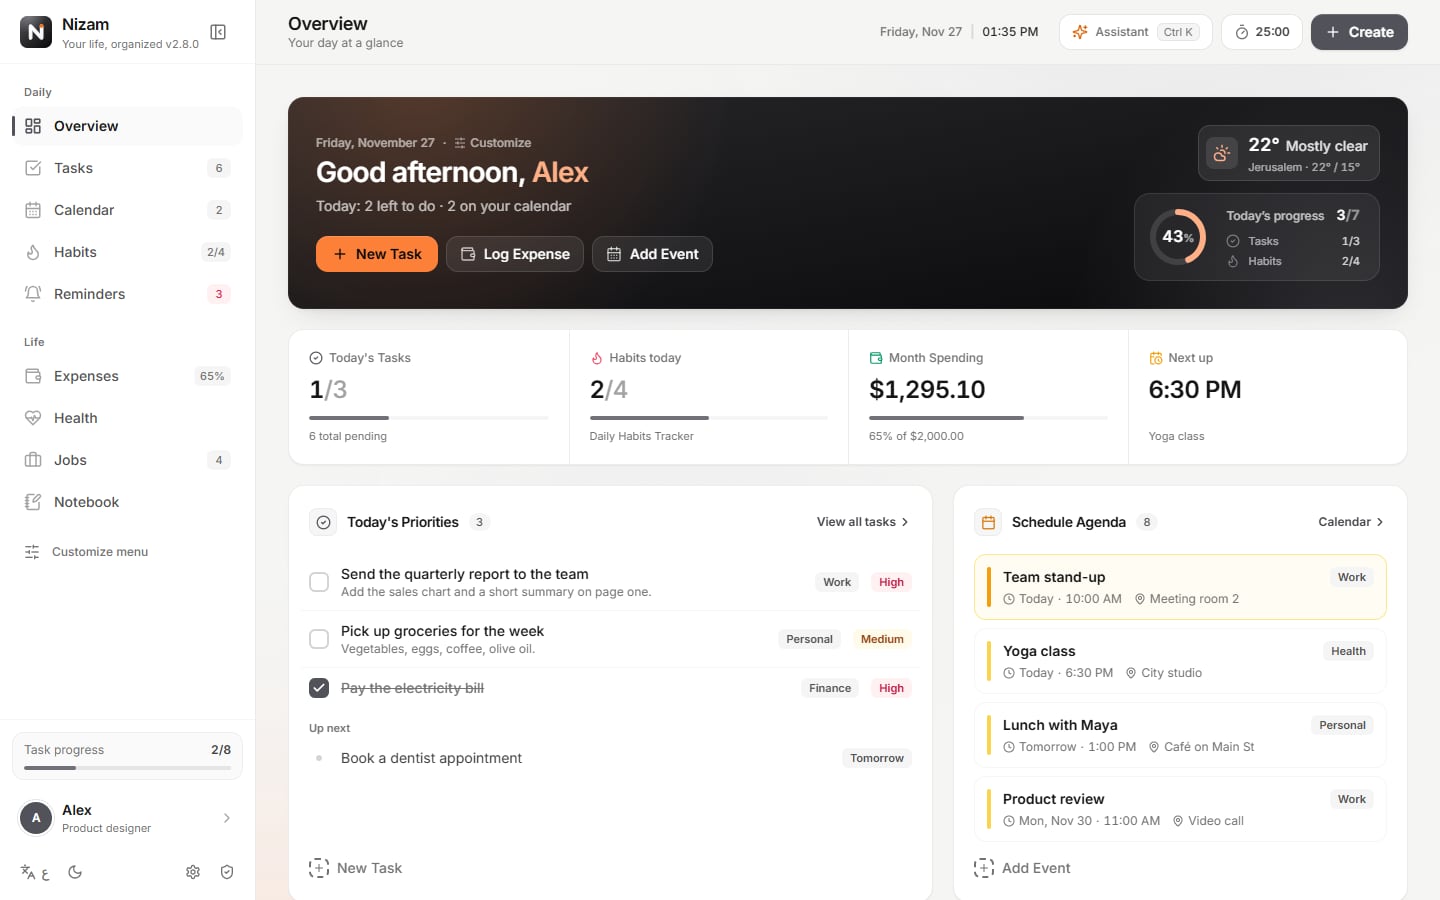 Nizam
Your life, organized v2.8.0
Daily
Overview
Tasks 6
Calendar 2
Habits 2/4
Reminders 3
Life
Expenses 65%
Health
Jobs 4
Notebook
Customize menu
Task progress 2/8
A
Alex
Product designer
ع
Overview
Your day at a glance
Friday, Nov 27 01:35 PM
Assistant Ctrl K
25:00
+ Create
Friday, November 27 · Customize
Good afternoon, Alex
Today: 2 left to do · 2 on your calendar
+ New Task
Log Expense
Add Event
22° Mostly clear
Jerusalem · 22° / 15°
43%
Today's progress 3/7
Tasks 1/3
Habits 2/4
Today's Tasks
1/3
6 total pending
Habits today
2/4
Daily Habits Tracker
Month Spending
$1,295.10
65% of $2,000.00
Next up
6:30 PM
Yoga class
Today's Priorities 3
View all tasks
Send the quarterly report to the team
Add the sales chart and a short summary on page one.
Work High
Pick up groceries for the week
Vegetables, eggs, coffee, olive oil.
Personal Medium
Pay the electricity bill
Finance High
Up next
Book a dentist appointment
Tomorrow
New Task
Schedule Agenda 8
Calendar
Team stand-up
Work
Today · 10:00 AM Meeting room 2
Yoga class
Health
Today · 6:30 PM City studio
Lunch with Maya
Personal
Tomorrow · 1:00 PM Café on Main St
Product review
Work
Mon, Nov 30 · 11:00 AM Video call
Add Event